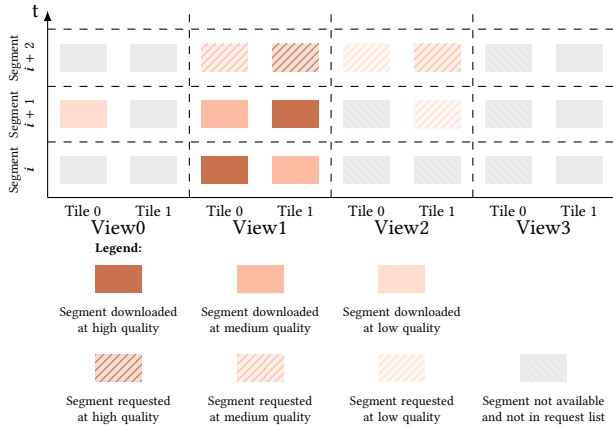 t
Segment
i + 2
Segment
i + 1
Segment
i
Tile 0 Tile 1 Tile 0 Tile 1 Tile 0 Tile 1 Tile 0 Tile 1
View0 View1 View2 View3
Legend:
Segment downloaded
at high quality
Segment downloaded
at medium quality
Segment downloaded
at low quality
Segment requested
at high quality
Segment requested
at medium quality
Segment requested
at low quality
Segment not available
and not in request list